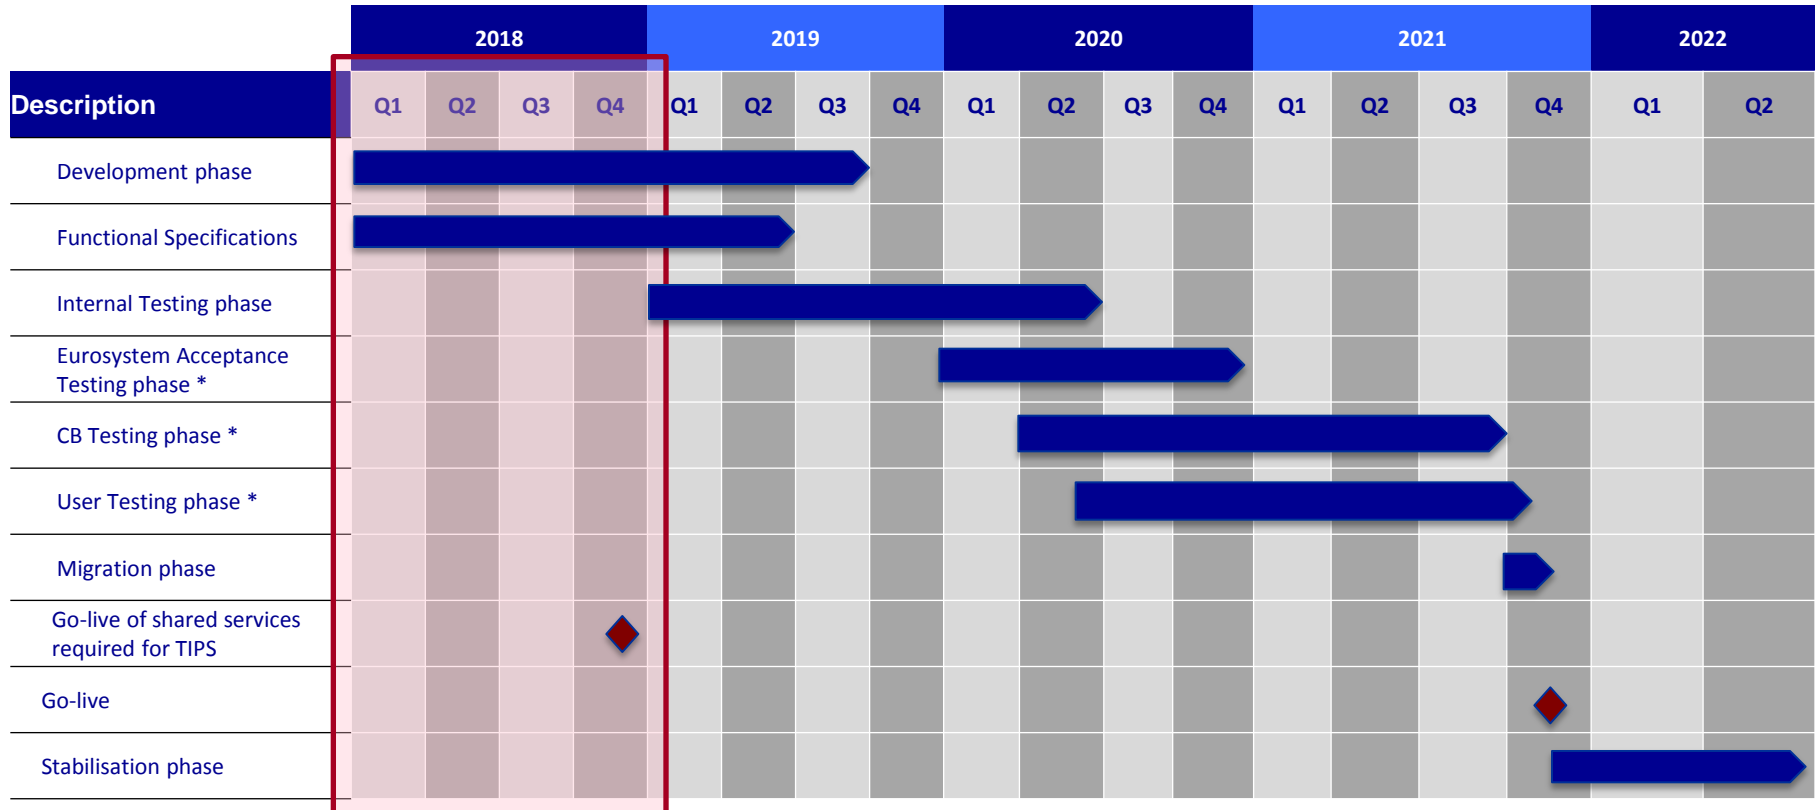 2018 2019 2020 2021 2022
Description Q1 Q2 Q3 Q4 Q1 Q2 Q3 Q4 Q1 Q2 Q3 Q4 Q1 Q2 Q3 Q4 Q1 Q2
Development phase
Functional Specifications
Internal Testing phase
Eurosystem Acceptance
Testing phase *
CB Testing phase *
User Testing phase *
Migration phase
Go-live of shared services
required for TIPS
Go-live
Stabilisation phase